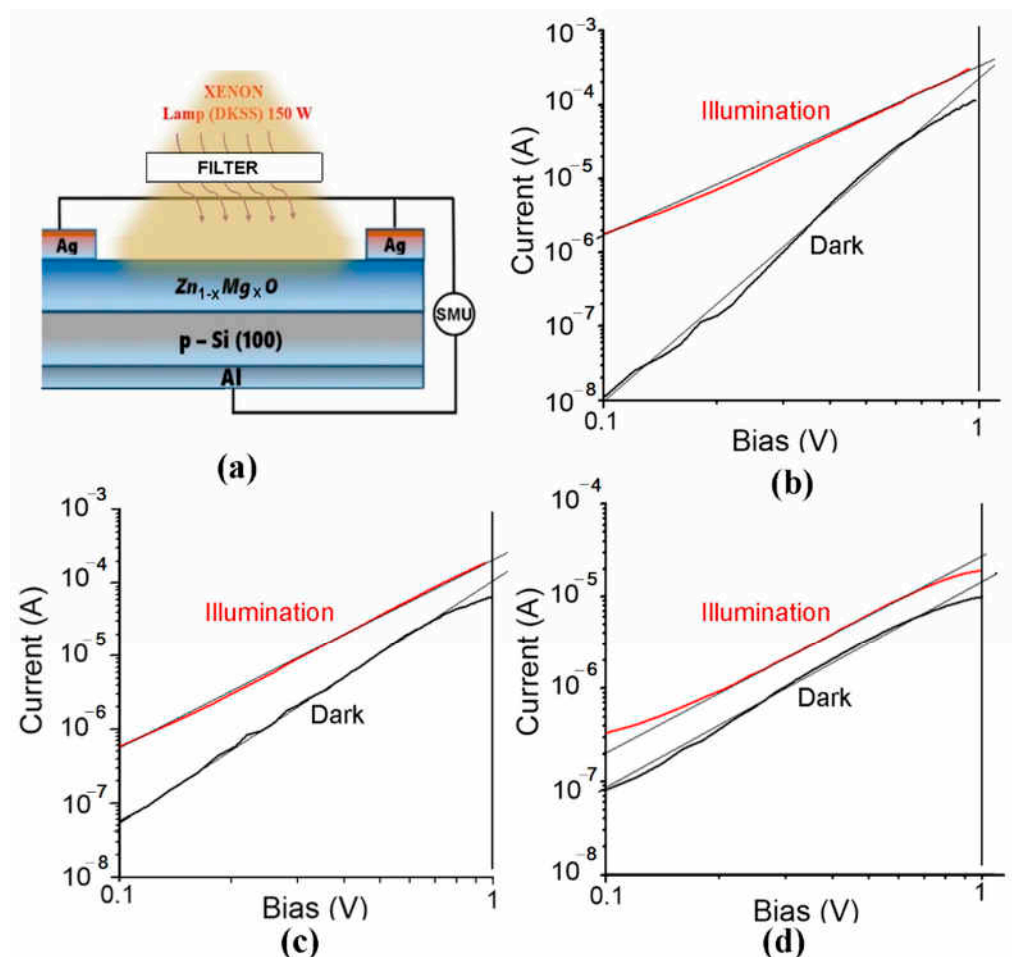 XENON
Lamp (DKSS) 150 W
FILTER
Ag
Ag
Zn1-xMgxO
SMU
p – Si (100)
Al
(a)
Current (A)
10−3
10−4
10−5
10−6
10−7
10−8
Illumination
Dark
0.1
1
Bias (V)
(b)
Current (A)
10−3
10−4
10−5
10−6
10−7
10−8
Illumination
Dark
0.1
1
Bias (V)
(c)
Current (A)
10−4
10−5
10−6
10−7
10−8
Illumination
Dark
0.1
1
Bias (V)
(d)